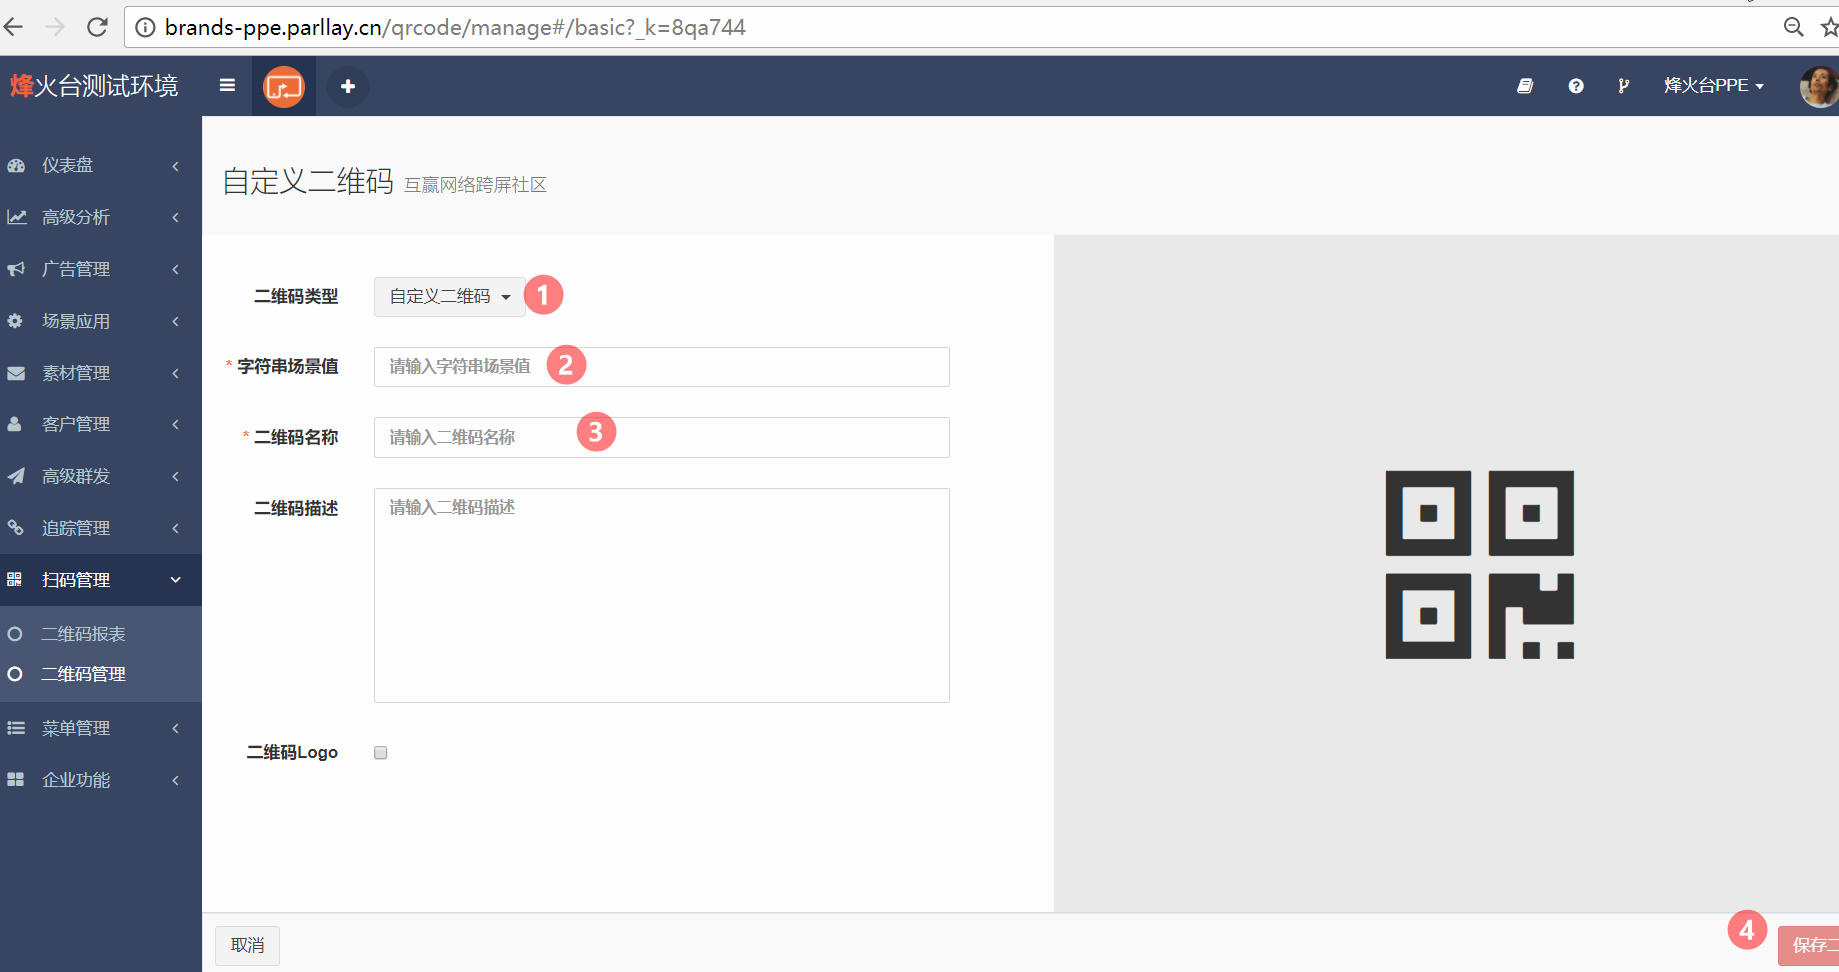 brands-ppe.parllay.cn/qrcode/manage#/basic?_k=8qa744
烽火台测试环境
烽火台PPE
仪表盘
高级分析
广告管理
场景应用
素材管理
客户管理
高级群发
追踪管理
扫码管理
二维码报表
二维码管理
菜单管理
企业功能
自定义二维码 互赢网络跨屏社区
二维码类型 自定义二维码 1
* 字符串场景值 请输入字符串场景值 2
* 二维码名称 请输入二维码名称 3
二维码描述 请输入二维码描述
二维码Logo
取消 4 保存二